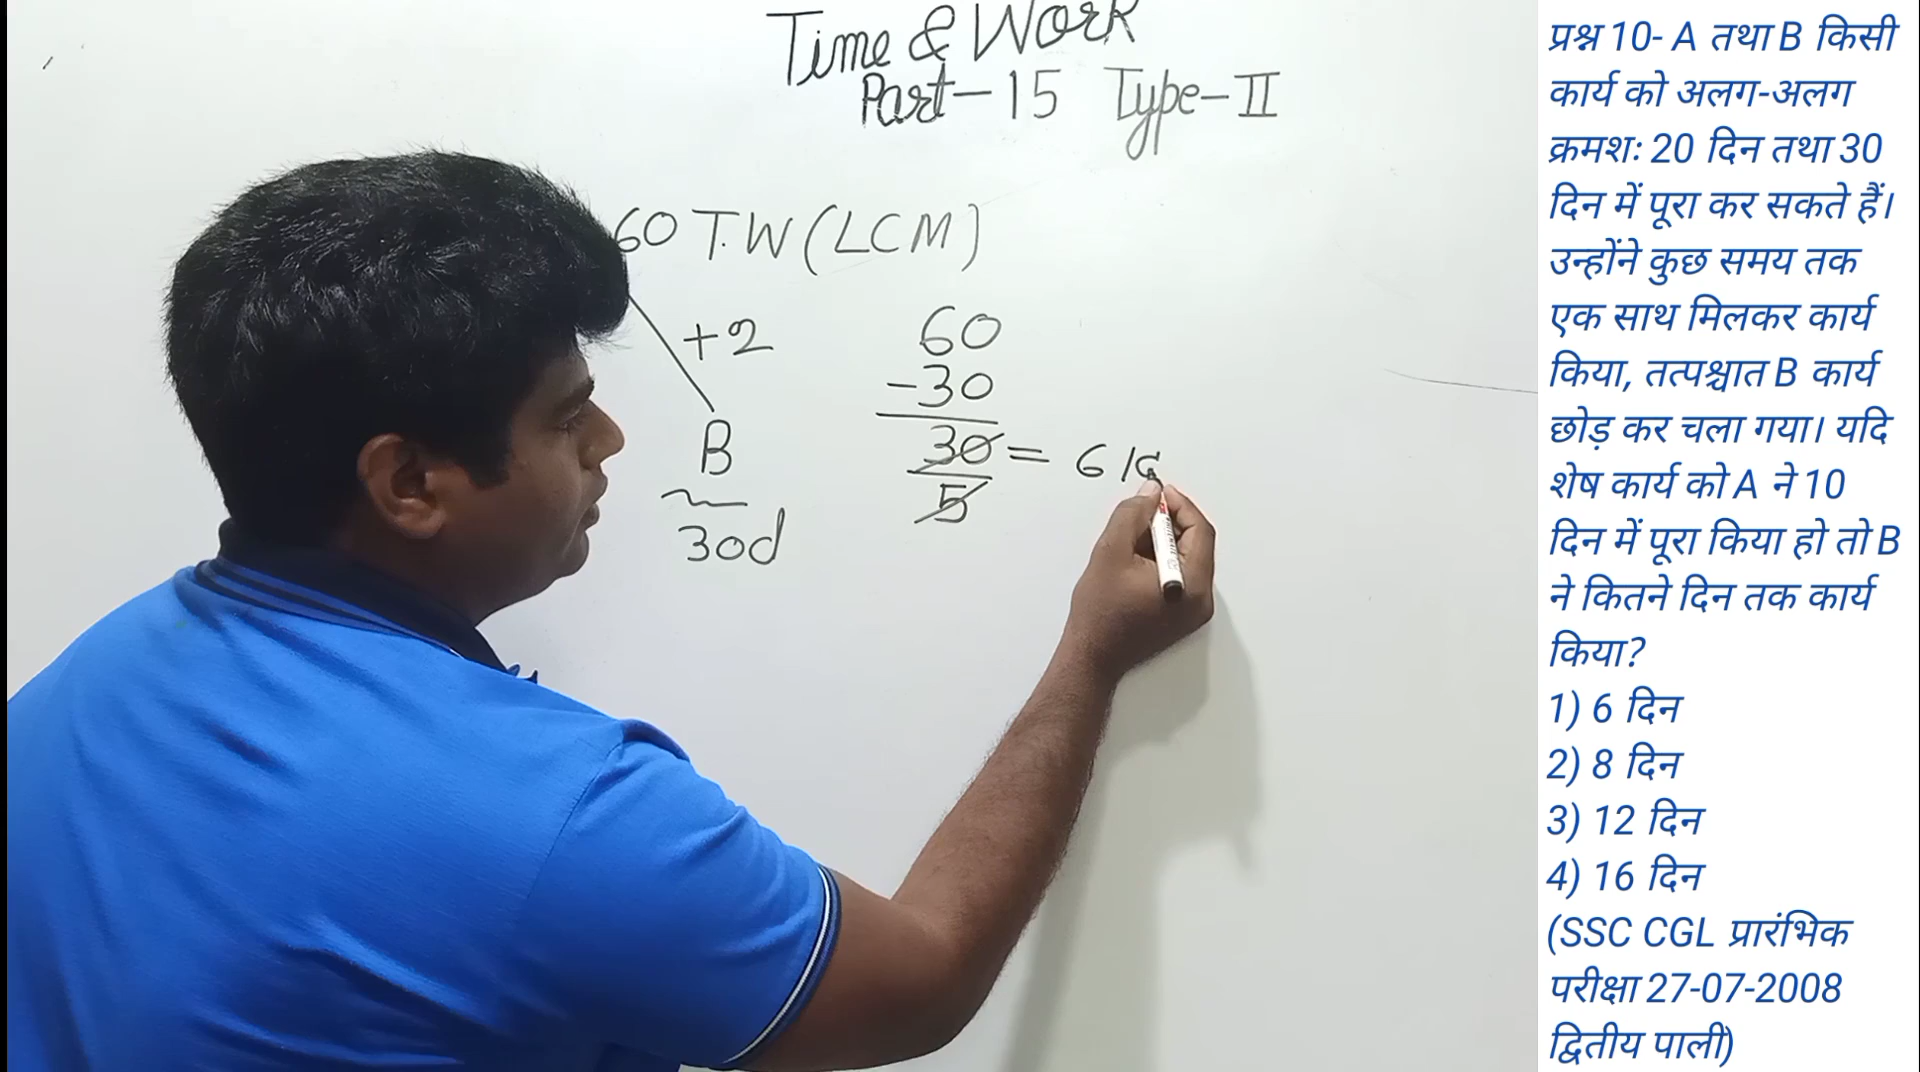 Time & Work
Part-15 Type-II
60 T.W (LCM)
+2
B
30d
60
-30
30 = 6
5
प्रश्न 10- A तथा B किसी
कार्य को अलग-अलग
क्रमशः 20 दिन तथा 30
दिन में पूरा कर सकते हैं।
उन्होंने कुछ समय तक
एक साथ मिलकर कार्य
किया, तत्पश्चात B कार्य
छोड़ कर चला गया। यदि
शेष कार्य को A ने 10
दिन में पूरा किया हो तो B
ने कितने दिन तक कार्य
किया?
1) 6 दिन
2) 8 दिन
3) 12 दिन
4) 16 दिन
(SSC CGL प्रारंभिक
परीक्षा 27-07-2008
द्वितीय पाली)